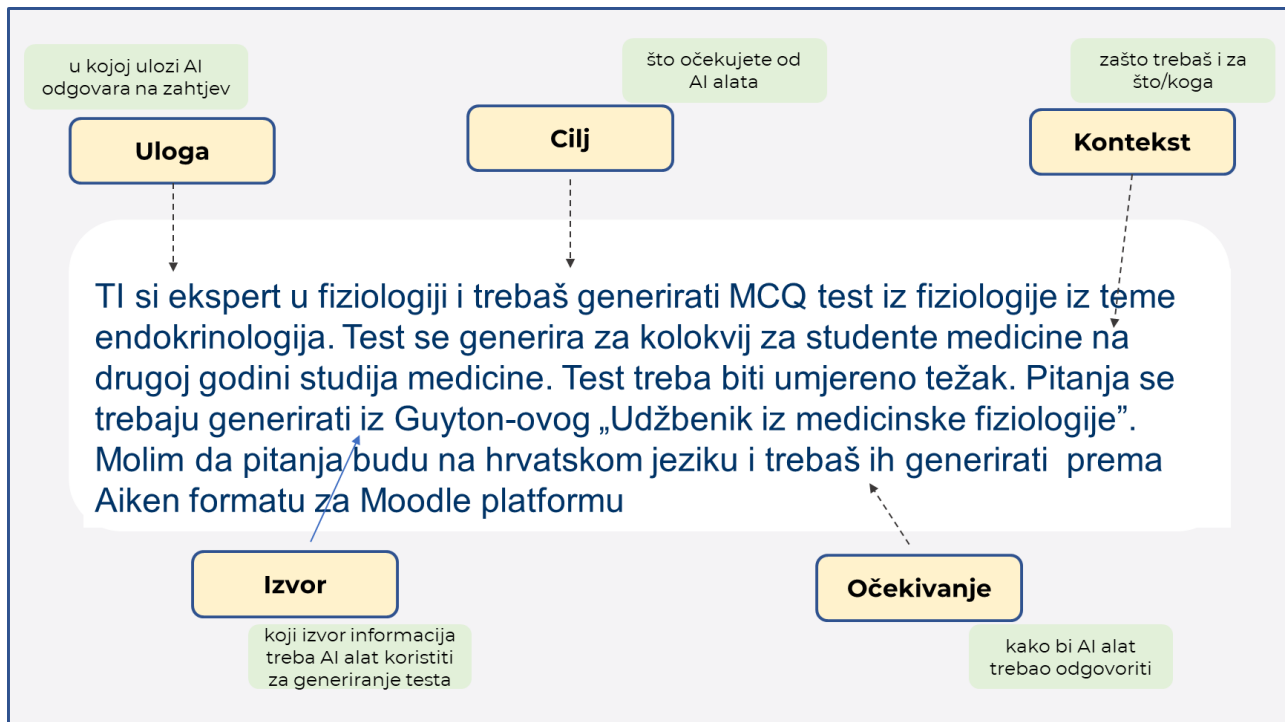 u kojoj ulozi AI
odgovara na zahtjev
što očekujete od
AI alata
zašto trebaš i za
što/koga
Uloga
Cilj
Kontekst
TI si ekspert u fiziologiji i trebaš generirati MCQ test iz fiziologije iz teme
endokrinologija. Test se generira za kolokvij za studente medicine na
drugoj godini studija medicine. Test treba biti umjereno težak. Pitanja se
trebaju generirati iz Guyton-ovog „Udžbenik iz medicinske fiziologije”.
Molim da pitanja budu na hrvatskom jeziku i trebaš ih generirati  prema
Aiken formatu za Moodle platformu
Izvor
Očekivanje
koji izvor informacija
treba AI alat koristiti
za generiranje testa
kako bi AI alat
trebao odgovoriti